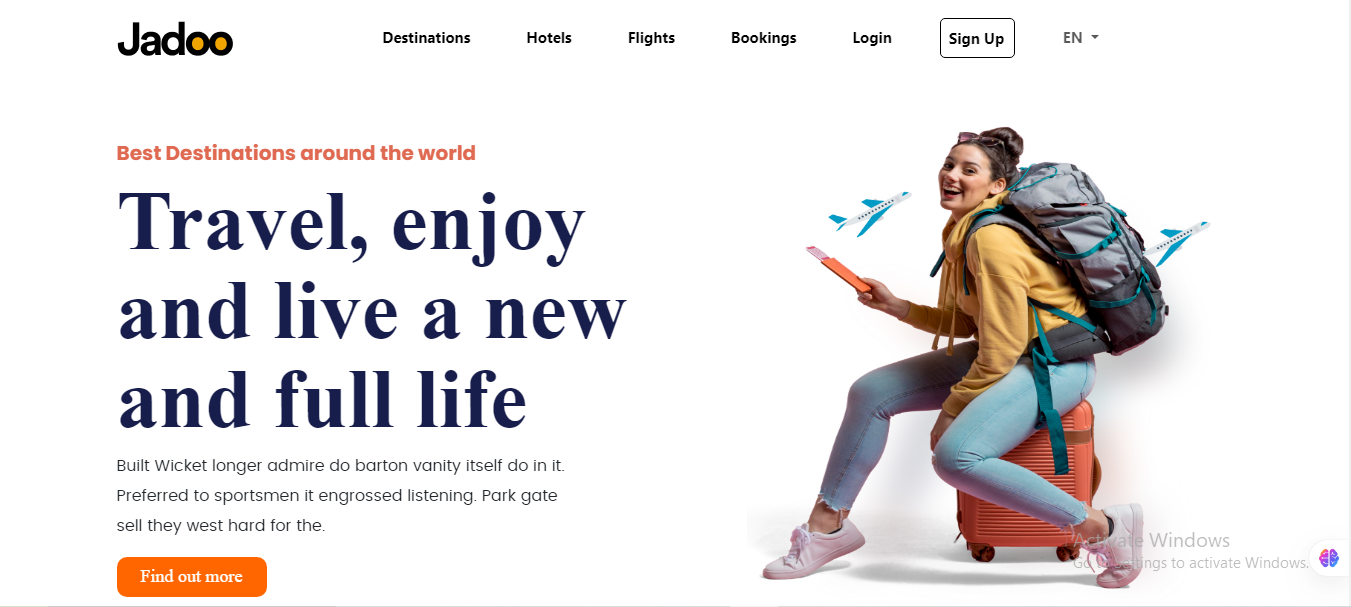 Jadoo
Destinations
Hotels
Flights
Bookings
Login
Sign Up
EN
Best Destinations around the world
Travel, enjoy
and live a new
and full life
Built Wicket longer admire do barton vanity itself do in it.
Preferred to sportsmen it engrossed listening. Park gate
sell they west hard for the.
Find out more
Activate Windows
Go to Settings to activate Windows.